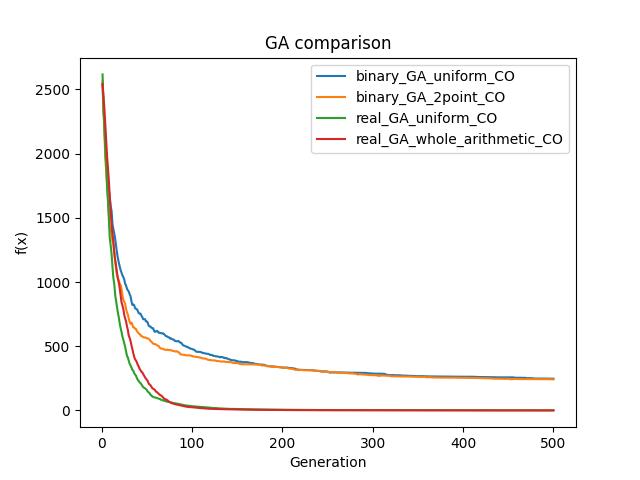 GA comparison
binary_GA_uniform_CO
binary_GA_2point_CO
real_GA_uniform_CO
real_GA_whole_arithmetic_CO
f(x)
2500
2000
1500
1000
500
0
0 100 200 300 400 500
Generation